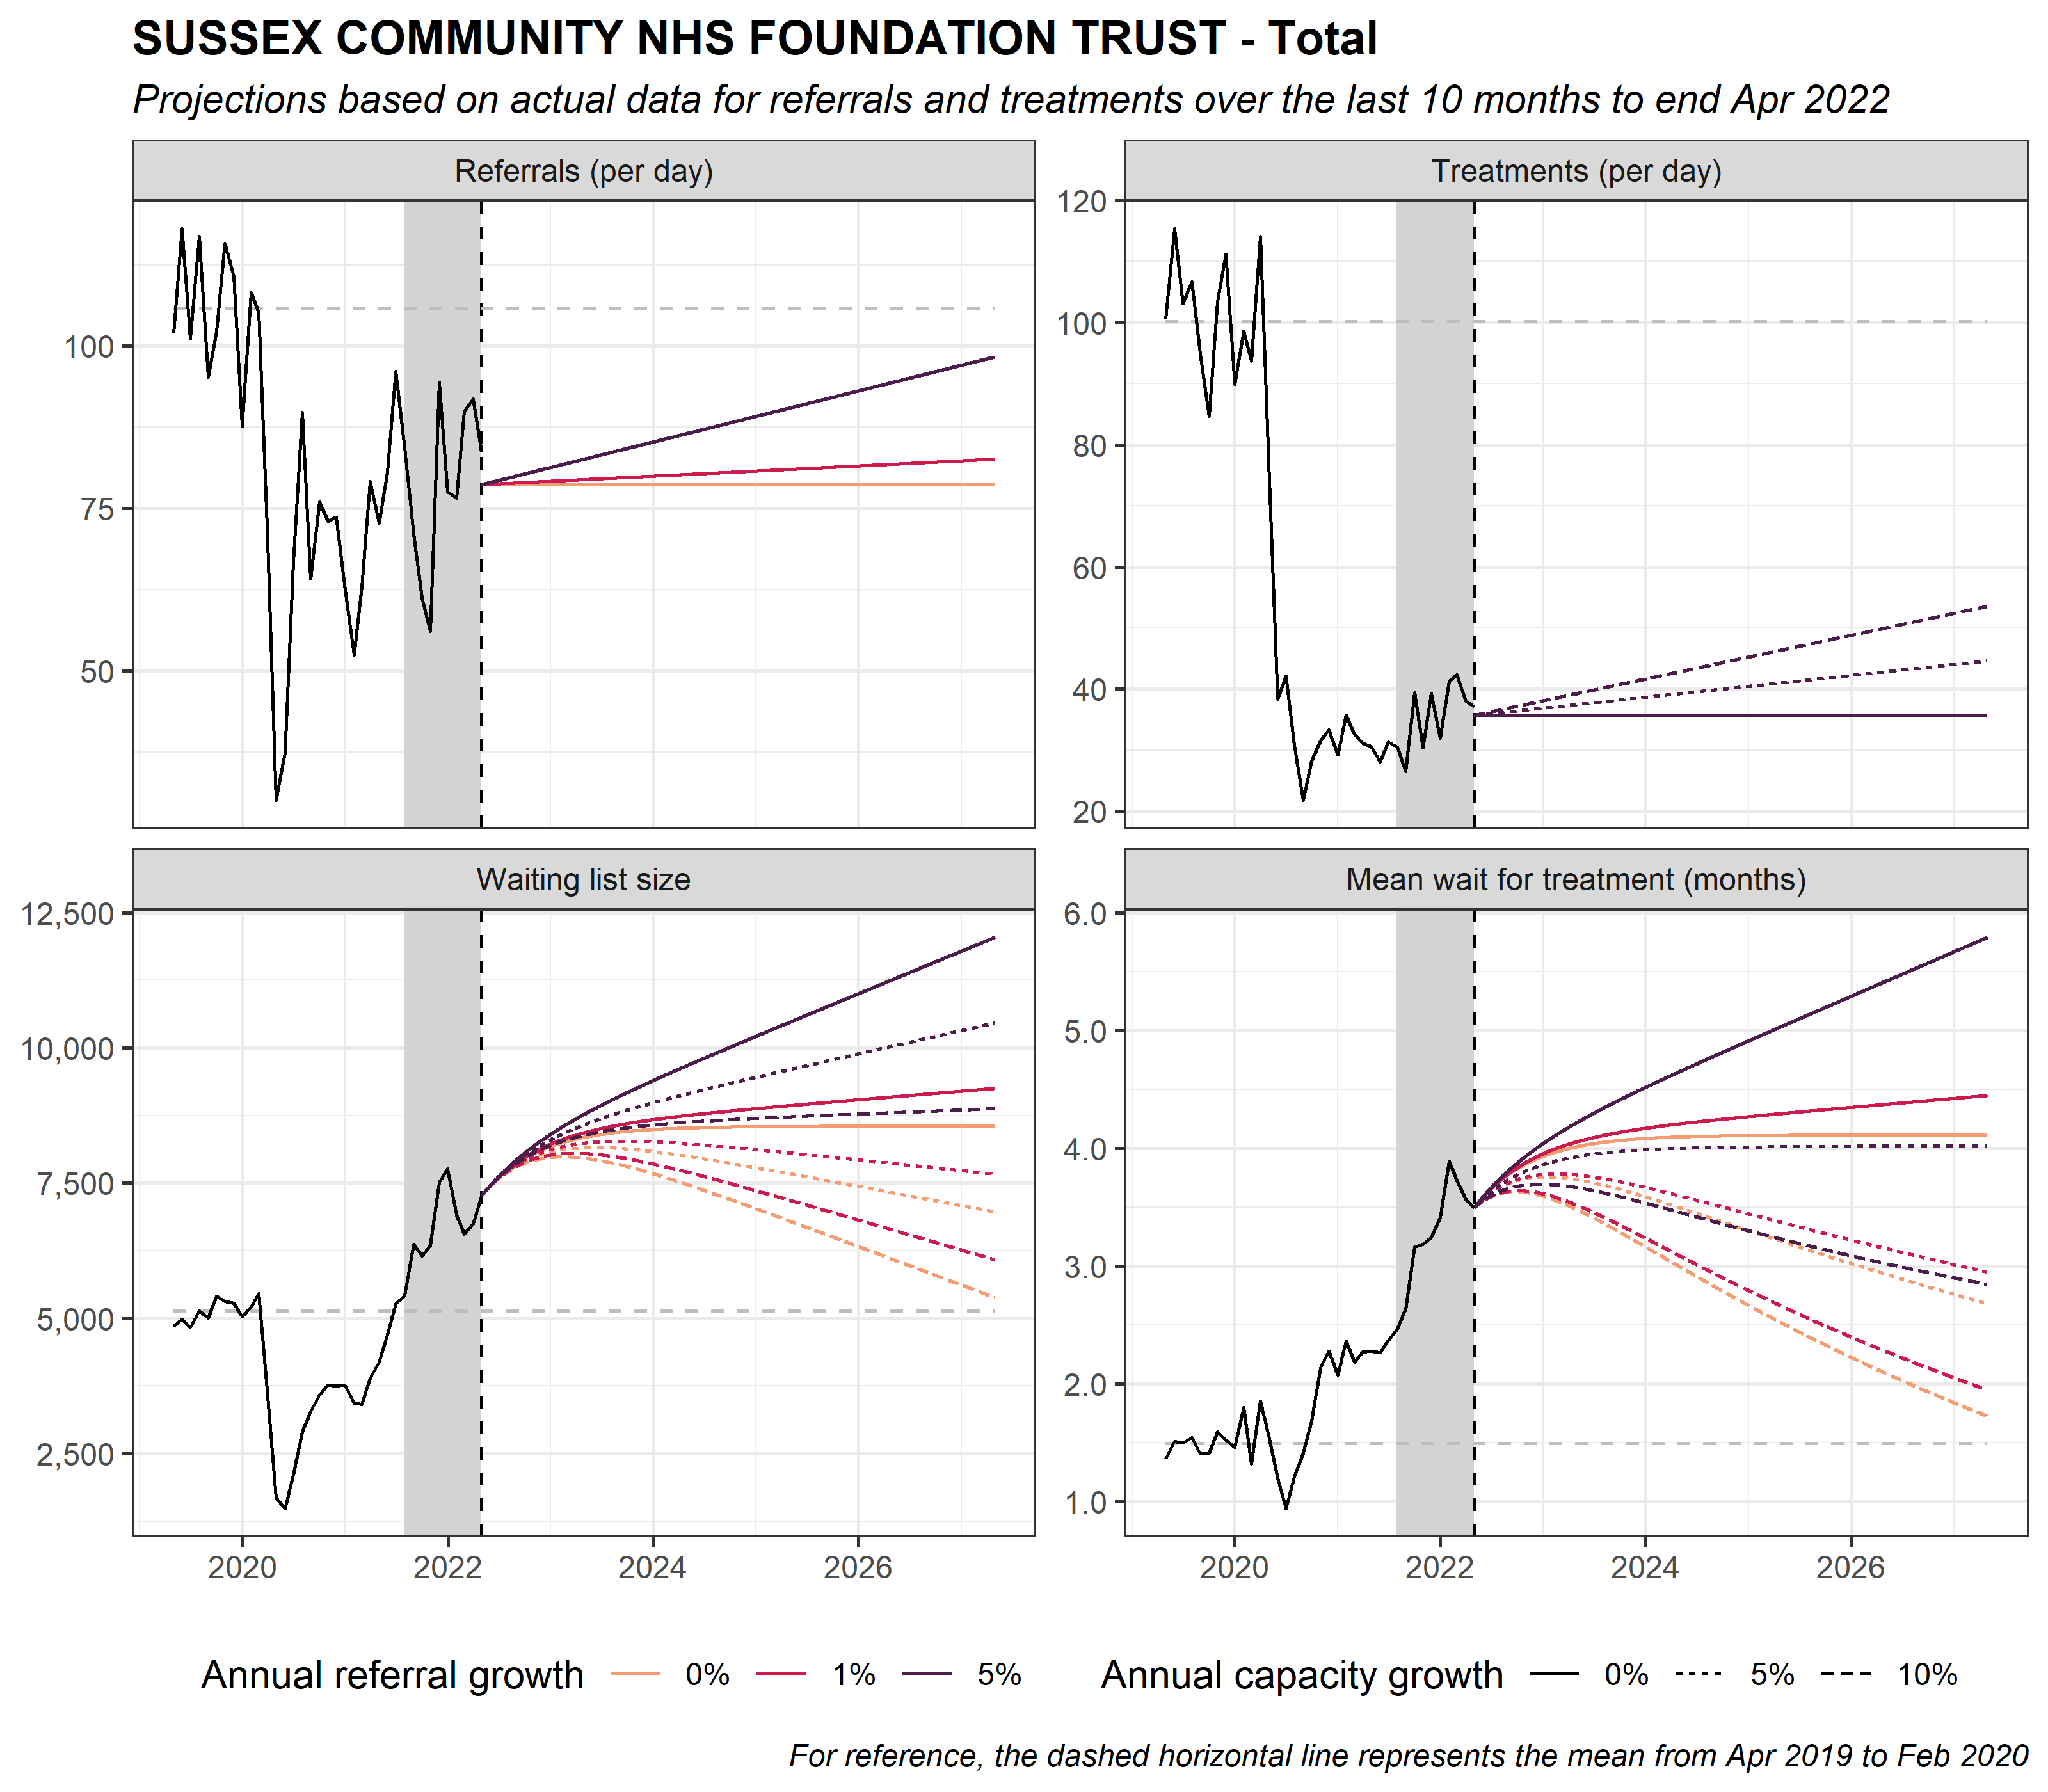 SUSSEX COMMUNITY NHS FOUNDATION TRUST - Total
Projections based on actual data for referrals and treatments over the last 10 months to end Apr 2022
Referrals (per day)
100
75
50
Treatments (per day)
120
100
80
60
40
20
Waiting list size
12,500
10,000
7,500
5,000
2,500
2020 2022 2024 2026
Mean wait for treatment (months)
6.0
5.0
4.0
3.0
2.0
1.0
2020 2022 2024 2026
Annual referral growth 0% 1% 5%
Annual capacity growth 0% 5% 10%
For reference, the dashed horizontal line represents the mean from Apr 2019 to Feb 2020